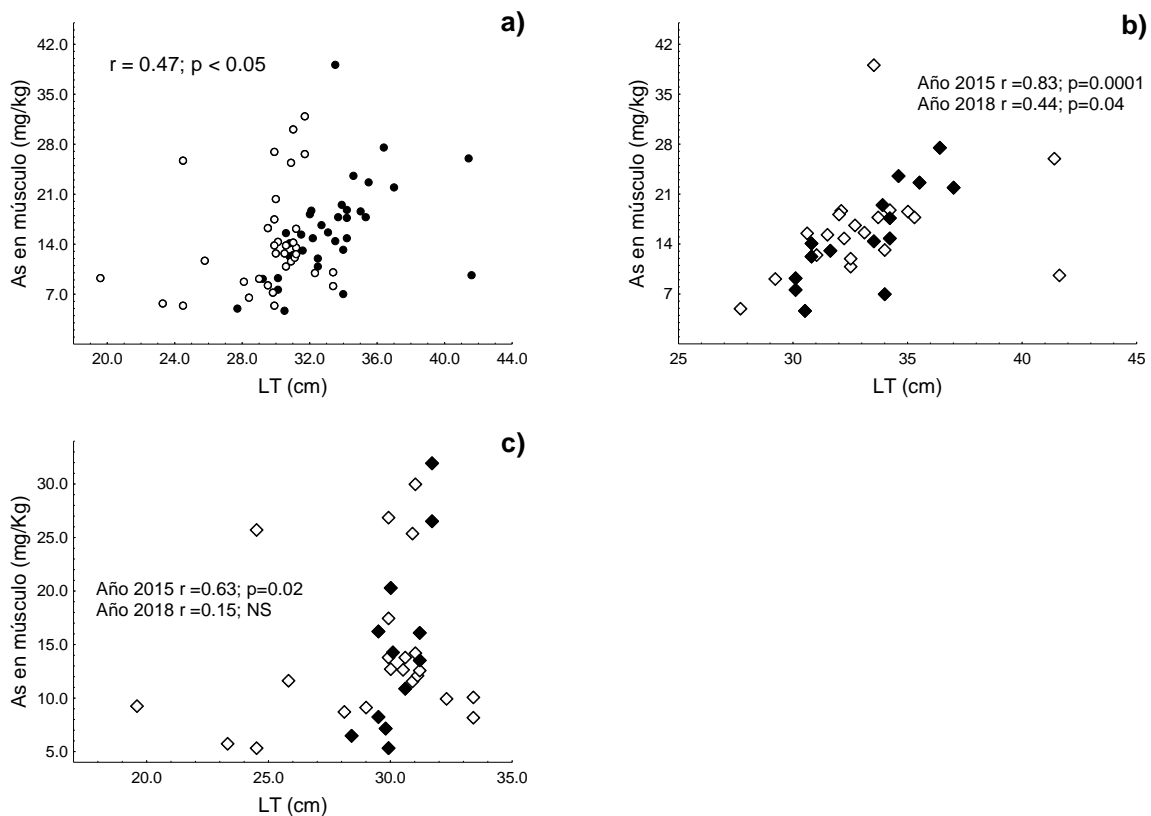 a)
r = 0.47; p < 0.05
As en músculo (mg/kg)
42.0
35.0
28.0
21.0
14.0
7.0
20.0 24.0 28.0 32.0 36.0 40.0 44.0
LT (cm)
b)
Año 2015 r =0.83; p=0.0001
Año 2018 r =0.44; p=0.04
As en músculo (mg/kg)
42
35
28
21
14
7
25 30 35 40 45
LT (cm)
c)
Año 2015 r =0.63; p=0.02
Año 2018 r =0.15; NS
As en músculo (mg/Kg)
30.0
25.0
20.0
15.0
10.0
5.0
20.0 25.0 30.0 35.0
LT (cm)